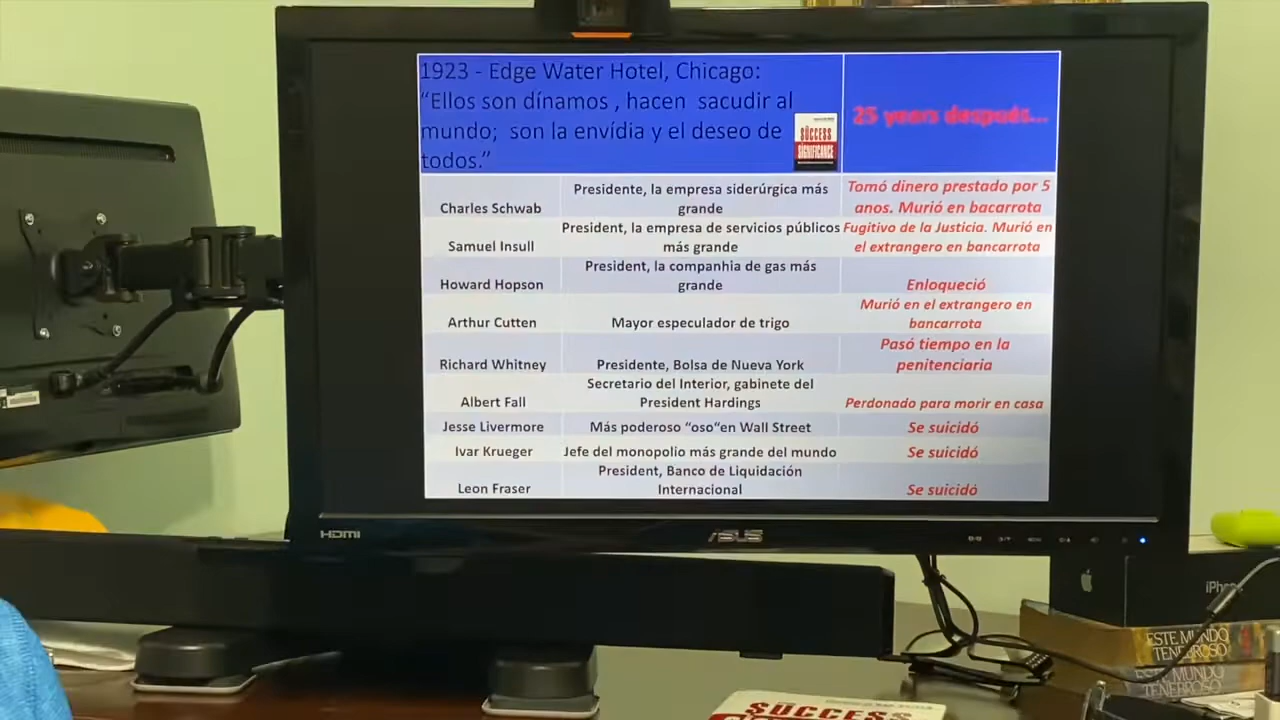 1923 - Edge Water Hotel, Chicago:
“Ellos son dínamos , hacen sacudir al
mundo; son la envídia y el deseo de
todos.”
SUCCESS
SIGNIFICANCE
25 years después...
Charles Schwab
Presidente, la empresa siderúrgica más
grande
Tomó dinero prestado por 5
anos. Murió en bacarrota
Samuel Insull
President, la empresa de servicios públicos
más grande
Fugitivo de la Justicia. Murió en
el extrangero en bancarrota
Howard Hopson
President, la companhia de gas más
grande
Enloqueció
Arthur Cutten
Mayor especulador de trigo
Murió en el extrangero en
bancarrota
Richard Whitney
Presidente, Bolsa de Nueva York
Pasó tiempo en la
penitenciaria
Albert Fall
Secretario del Interior, gabinete del
President Hardings
Perdonado para morir en casa
Jesse Livermore
Más poderoso “oso“en Wall Street
Se suicidó
Ivar Krueger
Jefe del monopolio más grande del mundo
Se suicidó
Leon Fraser
President, Banco de Liquidación
Internacional
Se suicidó
HDMI
ASUS
ESTE MUNDO
TENEBROSO
ESTE MUNDO
TENEBROSO
SUCCESS